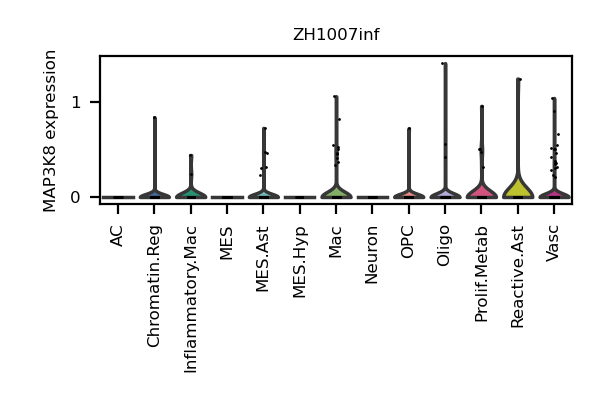 ZH1007inf
MAP3K8 expression
1
0
AC
Chromatin.Reg
Inflammatory.Mac
MES
MES.Ast
MES.Hyp
Mac
Neuron
OPC
Oligo
Prolif.Metab
Reactive.Ast
Vasc